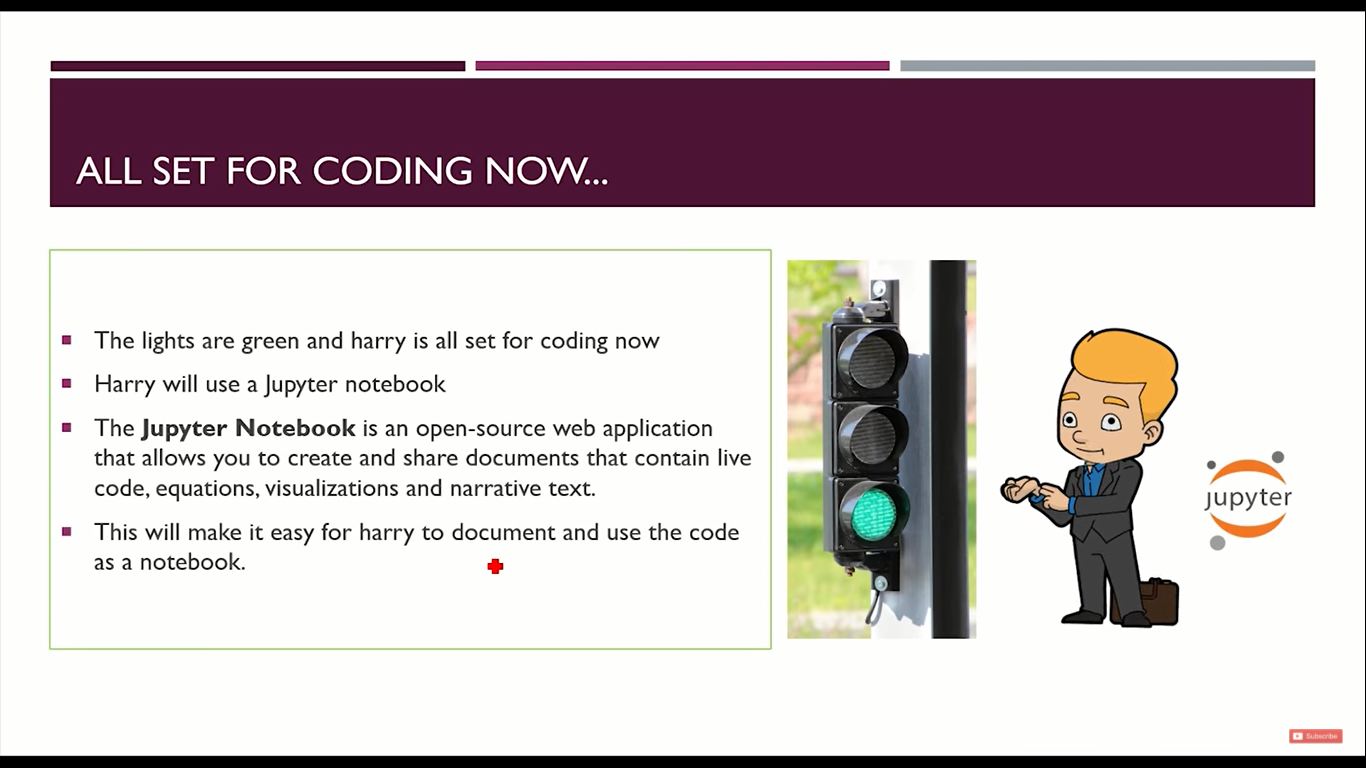 ALL SET FOR CODING NOW...
The lights are green and harry is all set for coding now
Harry will use a Jupyter notebook
The Jupyter Notebook is an open-source web application
that allows you to create and share documents that contain live
code, equations, visualizations and narrative text.
This will make it easy for harry to document and use the code
as a notebook.
jupyter
Subscribe